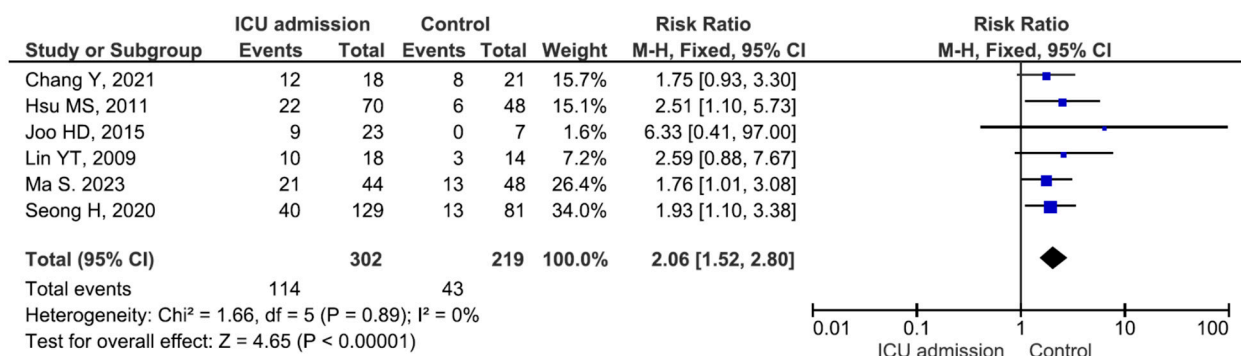 ICU admission Control Risk Ratio Risk Ratio
Study or Subgroup Events Total Events Total Weight M-H, Fixed, 95% CI M-H, Fixed, 95% CI
Chang Y, 2021 12 18 8 21 15.7% 1.75 [0.93, 3.30]
Hsu MS, 2011 22 70 6 48 15.1% 2.51 [1.10, 5.73]
Joo HD, 2015 9 23 0 7 1.6% 6.33 [0.41, 97.00]
Lin YT, 2009 10 18 3 14 7.2% 2.59 [0.88, 7.67]
Ma S. 2023 21 44 13 48 26.4% 1.76 [1.01, 3.08]
Seong H, 2020 40 129 13 81 34.0% 1.93 [1.10, 3.38]
Total (95% CI) 302 219 100.0% 2.06 [1.52, 2.80]
Total events 114 43
Heterogeneity: Chi² = 1.66, df = 5 (P = 0.89); I² = 0%
Test for overall effect: Z = 4.65 (P < 0.00001)
0.01 0.1 1 10 100
ICU admission Control